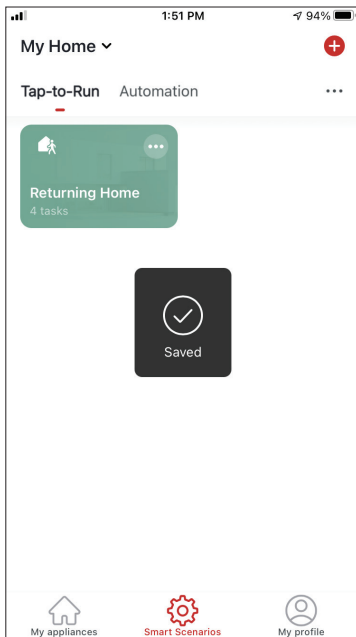 1:51 PM 94%
My Home
Tap-to-Run Automation
Returning Home
4 tasks
Saved
My appliances Smart Scenarios My profile